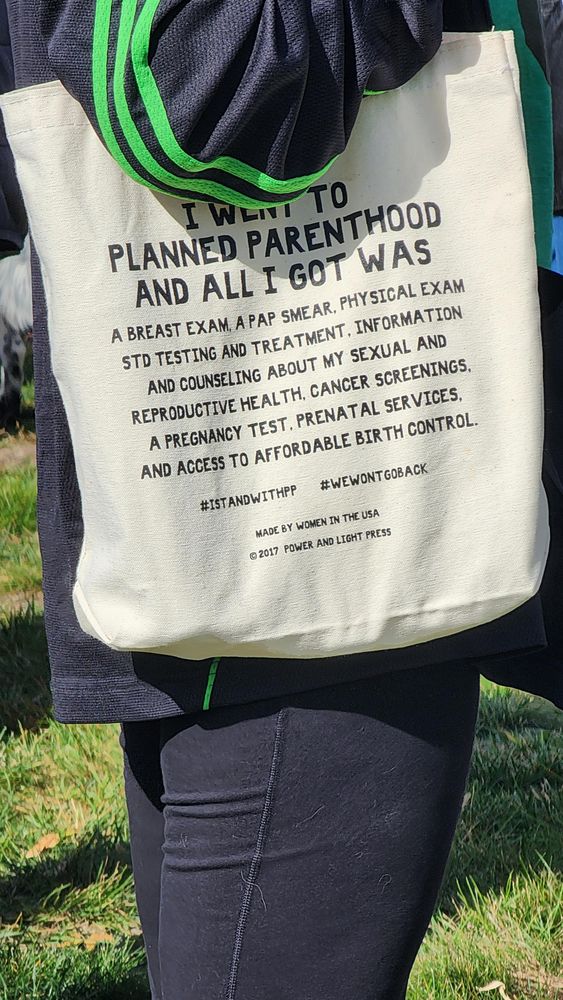 I WENT TO
PLANNED PARENTHOOD
AND ALL I GOT WAS
A BREAST EXAM, A PAP SMEAR, PHYSICAL EXAM
STD TESTING AND TREATMENT, INFORMATION
AND COUNSELING ABOUT MY SEXUAL AND
REPRODUCTIVE HEALTH, CANCER SCREENINGS,
A PREGNANCY TEST, PRENATAL SERVICES,
AND ACCESS TO AFFORDABLE BIRTH CONTROL.
#ISTANDWITHPP #WEWONTGOBACK
MADE BY WOMEN IN THE USA
© 2017 POWER AND LIGHT PRESS